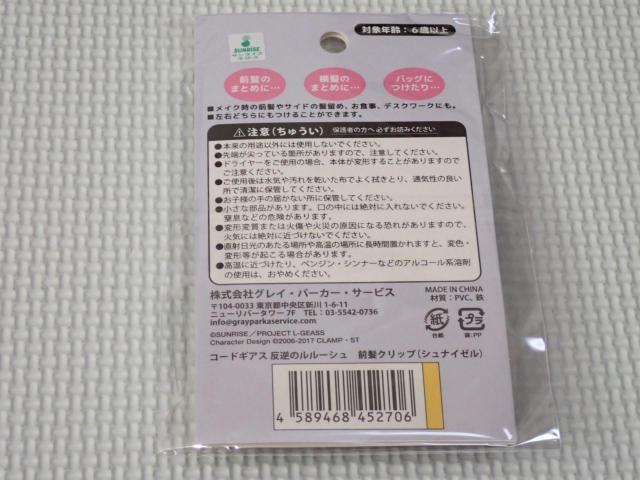 対象年齢：6歳以上
SUNRISE
サンライズ
前髪の
まとめに…
横髪の
まとめに…
バッグに
つけたり…
■メイク時の前髪やサイドの髪留め、お食事、デスクワークにも。
■左右どちらにもつけることができます。
⚠注意（ちゅうい） 保護者の方へ 必ずお読みください
●本来の用途以外には使用しないでください。
●先端が尖っている箇所がありますので、注意してください。
●ドライヤーをご使用の場合、本体が変形することがありますので
ご注意ください。
●ご使用後は水気や汚れを乾いた布でよく拭きとり、通気性の良い
所で清潔に保管してください。
●お子様の手の届かない所に保管してください。
●小さな部品があります。口の中には絶対に入れないでください。
窒息などの危険があります。
●変形変質または火傷や火災の原因になる恐れがありますので、
火気には絶対に近づけないでください。
●直射日光のあたる場所や高温の場所に長時間置かれますと、変色・
変形等が起こる場合があります。
●高温に近づけたり、ベンジン・シンナーなどのアルコール系溶剤
の使用は、おやめください。
株式会社グレイ・パーカー・サービス
〒104-0033 東京都中央区新川 1-6-11
ニューリバータワー 7F TEL:03-5542-0736
info@grayparkaservice.com
MADE IN CHINA
材質：PVC、鉄
紙
台紙
プラ
袋:PP
©SUNRISE／PROJECT L-GEASS
Character Design ©2006-2017 CLAMP・ST
コードギアス 反逆のルルーシュ 前髪クリップ（シュナイゼル）
4 589468 452706